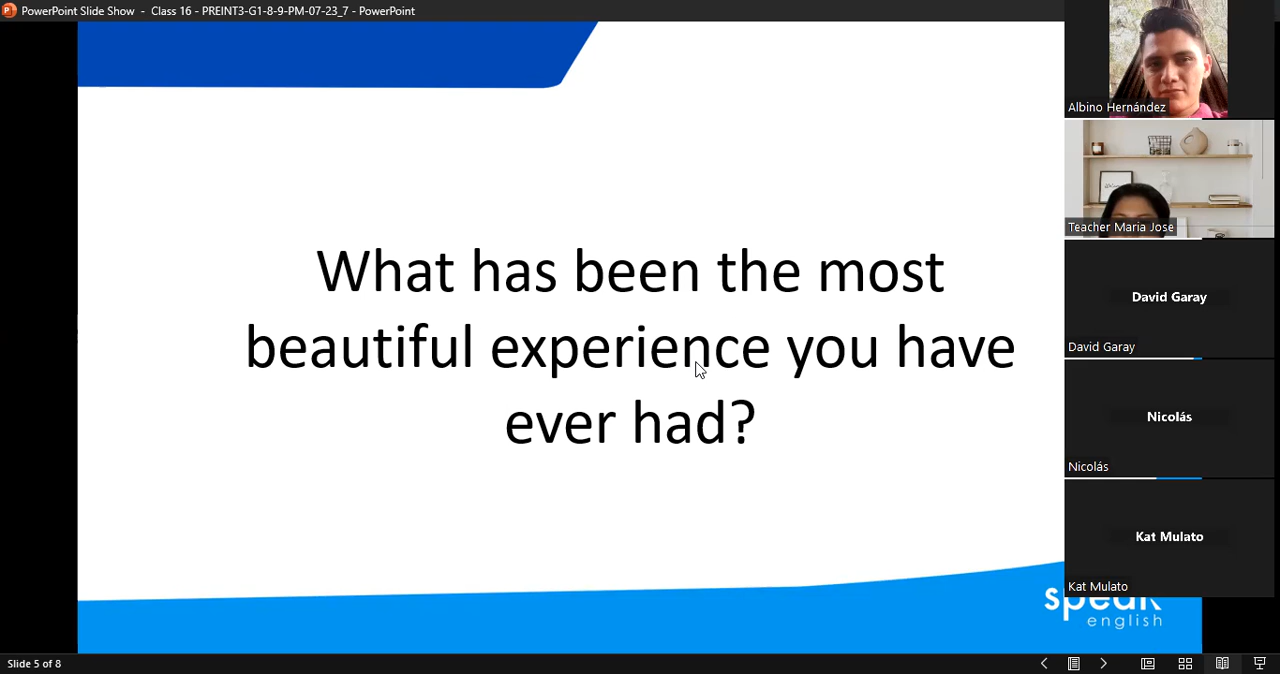 PowerPoint Slide Show - Class 16 - PREINT3-G1-8-9-PM-07-23_7 - PowerPoint
What has been the most
beautiful experience you have
ever had?
Albino Hernández
Teacher Maria Jose
David Garay
David Garay
Nicolás
Nicolás
Kat Mulato
Kat Mulato
speak
english
Slide 5 of 8